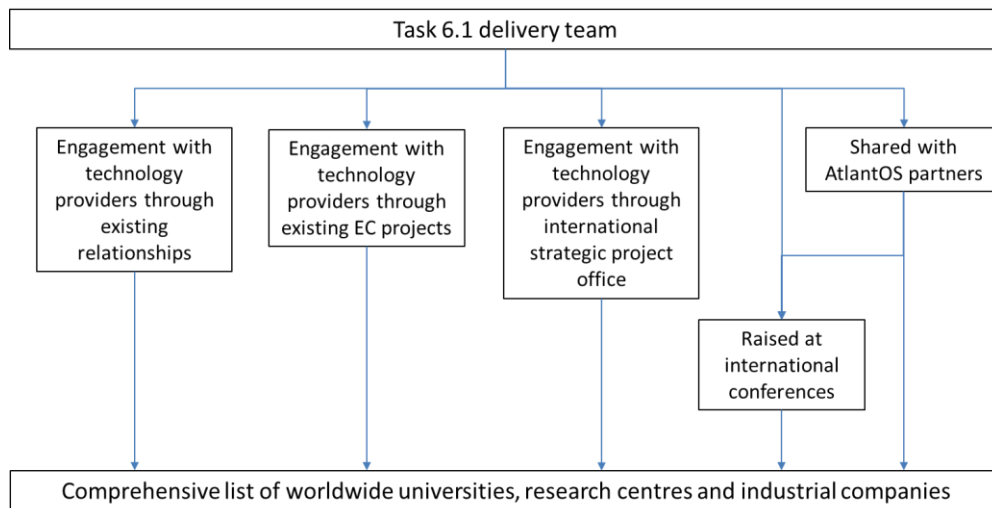 Task 6.1 delivery team
Engagement with
technology
providers through
existing
relationships
Engagement with
technology
providers through
existing EC projects
Engagement with
technology
providers through
international
strategic project
office
Shared with
AtlantOS partners
Raised at
international
conferences
Comprehensive list of worldwide universities, research centres and industrial companies